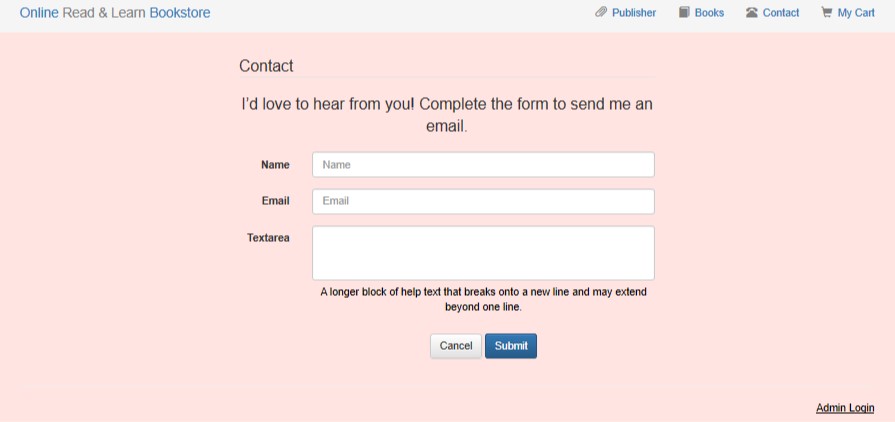 Online Read & Learn Bookstore
Publisher
Books
Contact
My Cart
Contact
I'd love to hear from you! Complete the form to send me an
email.
Name
Name
Email
Email
Textarea
A longer block of help text that breaks onto a new line and may extend
beyond one line.
Cancel
Submit
Admin Login